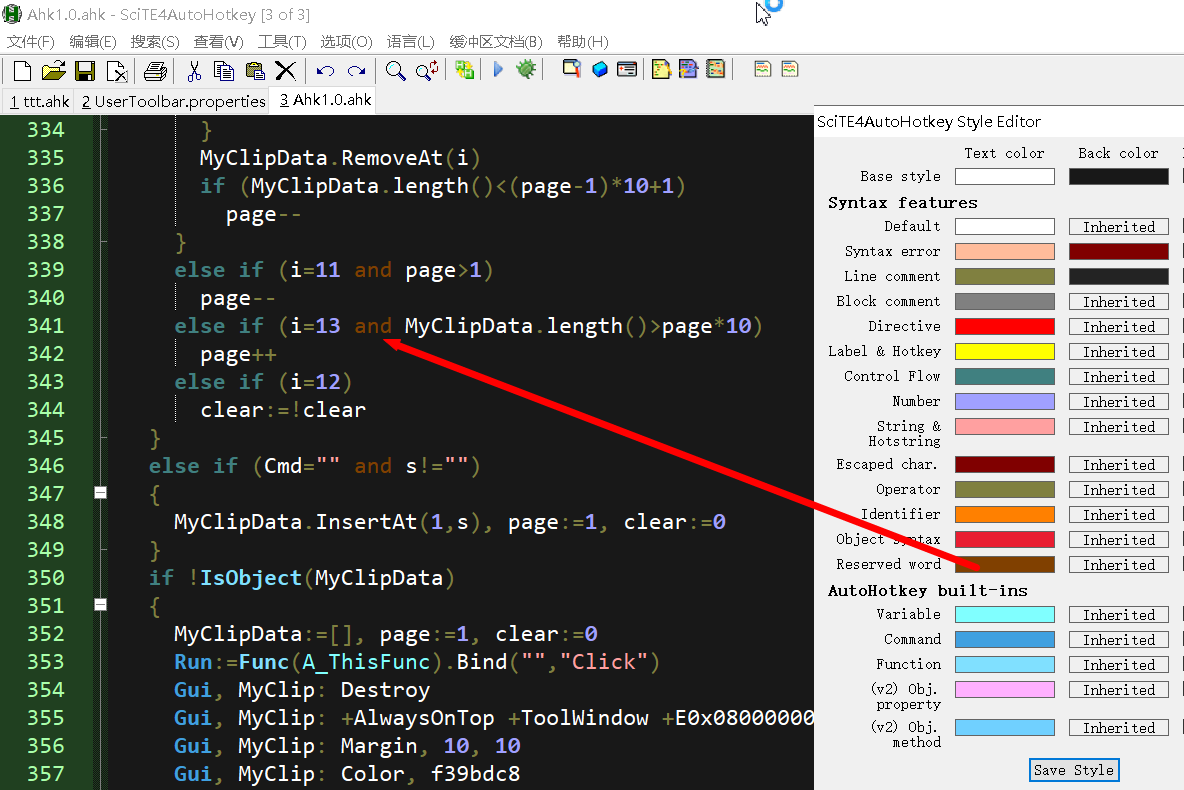 Ahk1.0.ahk - SciTE4AutoHotkey [3 of 3]
文件(F) 编辑(E) 搜索(S) 查看(V) 工具(T) 选项(O) 语言(L) 缓冲区文档(B) 帮助(H)
1 ttt.ahk 2 UserToolbar.properties 3 Ahk1.0.ahk
334 }
335 MyClipData.RemoveAt(i)
336 if (MyClipData.length()<(page-1)*10+1)
337 page--
338 }
339 else if (i=11 and page>1)
340 page--
341 else if (i=13 and MyClipData.length()>page*10)
342 page++
343 else if (i=12)
344 clear:=!clear
345 }
346 else if (Cmd="" and s!="")
347 {
348 MyClipData.InsertAt(1,s), page:=1, clear:=0
349 }
350 if !IsObject(MyClipData)
351 {
352 MyClipData:=[], page:=1, clear:=0
353 Run:=Func(A_ThisFunc).Bind("","Click")
354 Gui, MyClip: Destroy
355 Gui, MyClip: +AlwaysOnTop +ToolWindow +E0x08000000
356 Gui, MyClip: Margin, 10, 10
357 Gui, MyClip: Color, f39bdc8
SciTE4AutoHotkey Style Editor
Text color Back color
Base style
Syntax features
Default Inherited
Syntax error
Line comment
Block comment Inherited
Directive Inherited
Label & Hotkey Inherited
Control Flow Inherited
Number Inherited
String & Inherited
Hotstring
Escaped char. Inherited
Operator Inherited
Identifier Inherited
Object syntax Inherited
Reserved word Inherited
AutoHotkey built-ins
Variable Inherited
Command Inherited
Function Inherited
(v2) Obj. Inherited
property
(v2) Obj. Inherited
method
Save Style